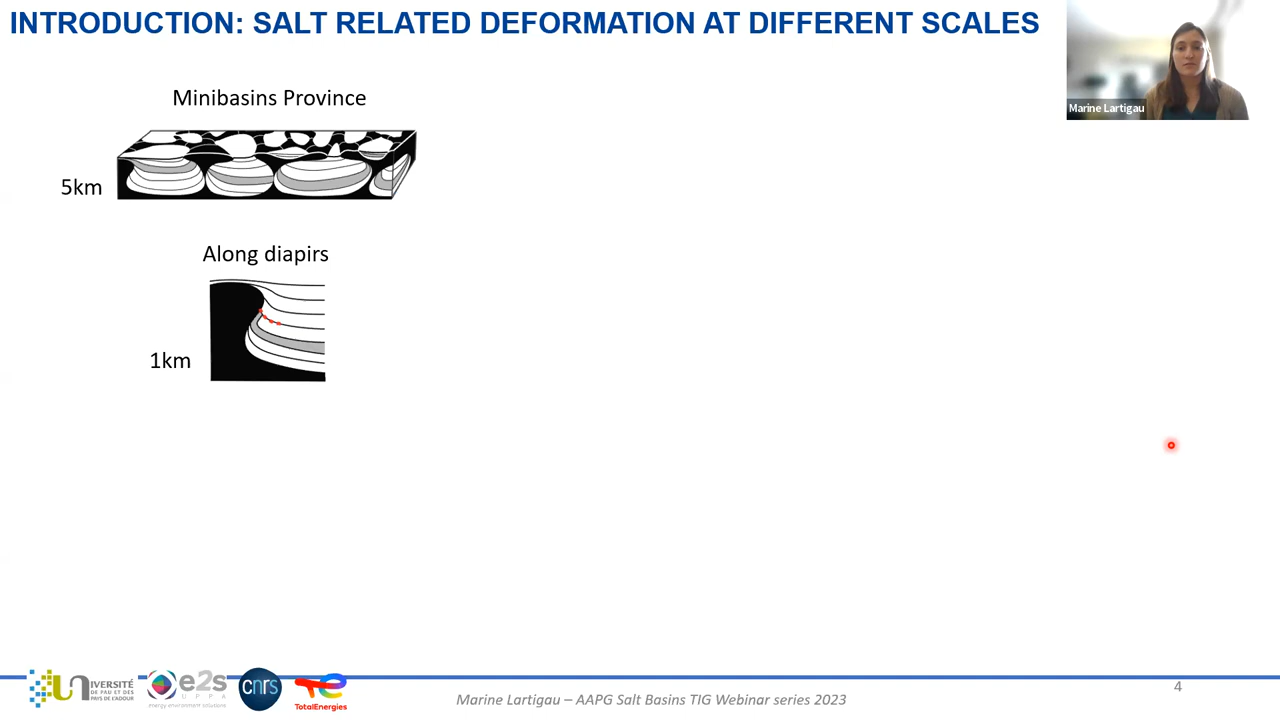 INTRODUCTION: SALT RELATED DEFORMATION AT DIFFERENT SCALES
Marine Lartigau
Minibasins Province
5km
Along diapirs
1km
UNIVERSITÉ
DE PAU ET DES
PAYS DE L'ADOUR
e2s
UPPA
energy environment solutions
cnrs
TotalEnergies
Marine Lartigau – AAPG Salt Basins TIG Webinar series 2023
4